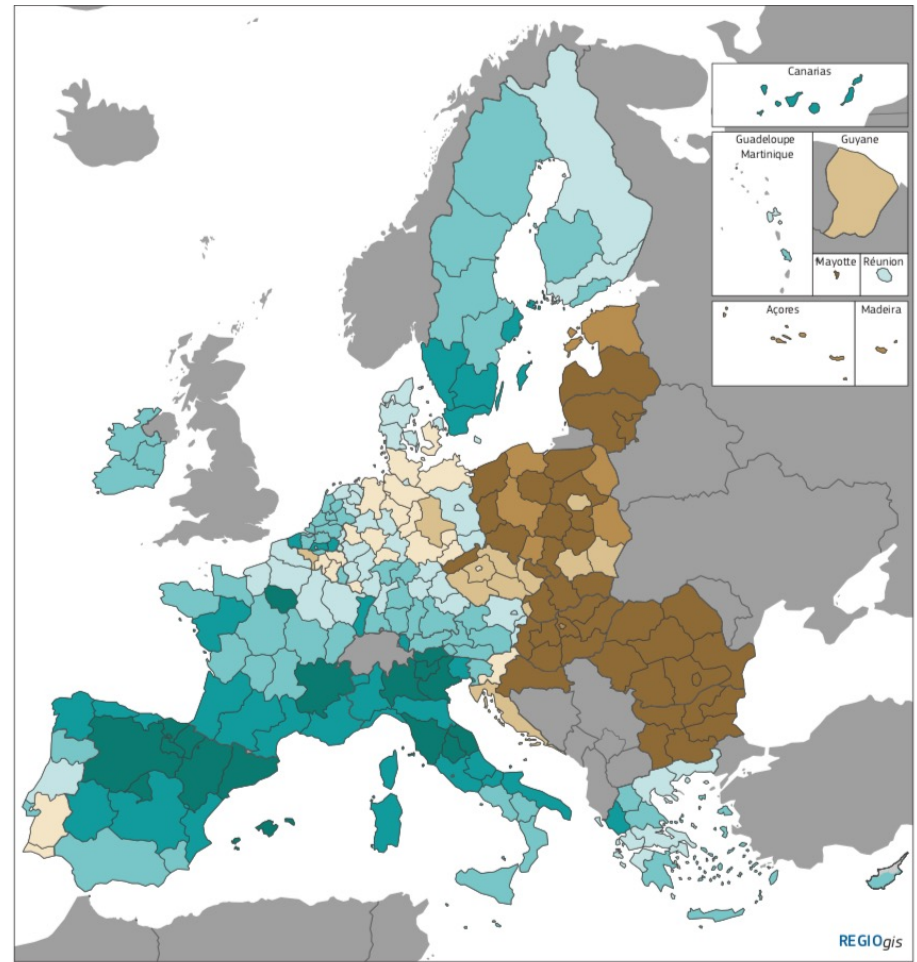 Canarias
Guadeloupe
Martinique
Guyane
Mayotte
Réunion
Açores
Madeira
REGIOgis